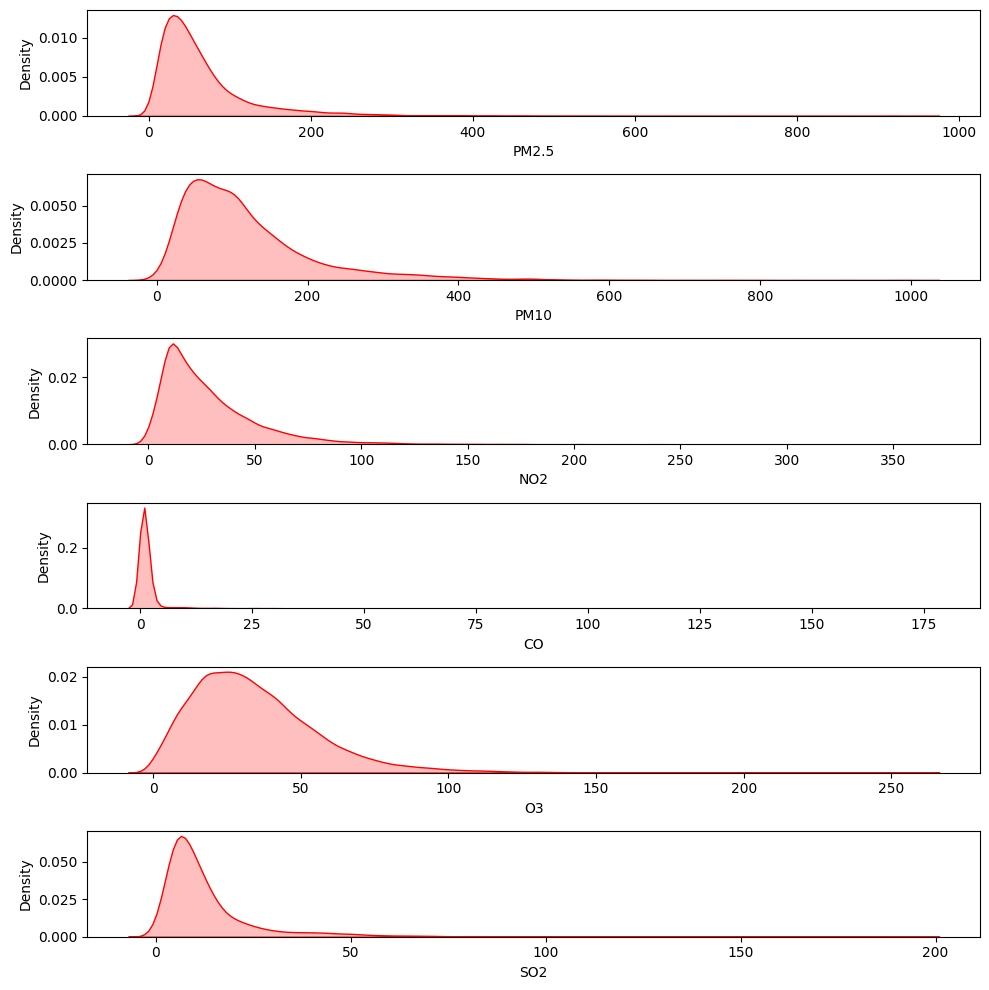 Density
0.010
0.005
0.000
0 200 400 600 800 1000
PM2.5
Density
0.0050
0.0025
0.0000
0 200 400 600 800 1000
PM10
Density
0.02
0.00
0 50 100 150 200 250 300 350
NO2
Density
0.2
0.0
0 25 50 75 100 125 150 175
CO
Density
0.02
0.01
0.00
0 50 100 150 200 250
O3
Density
0.050
0.025
0.000
0 50 100 150 200
SO2